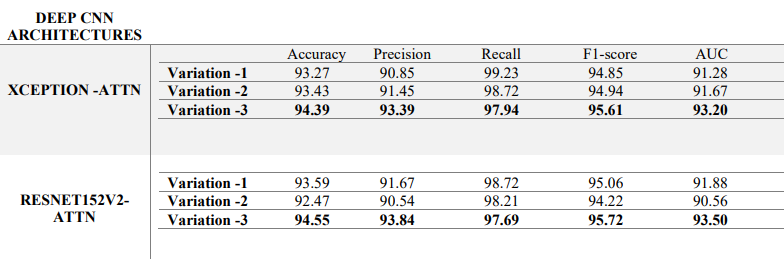 DEEP CNN
ARCHITECTURES
Accuracy Precision Recall F1-score AUC
Variation -1 93.27 90.85 99.23 94.85 91.28
XCEPTION -ATTN Variation -2 93.43 91.45 98.72 94.94 91.67
Variation -3 94.39 93.39 97.94 95.61 93.20
Variation -1 93.59 91.67 98.72 95.06 91.88
RESNET152V2- Variation -2 92.47 90.54 98.21 94.22 90.56
ATTN Variation -3 94.55 93.84 97.69 95.72 93.50